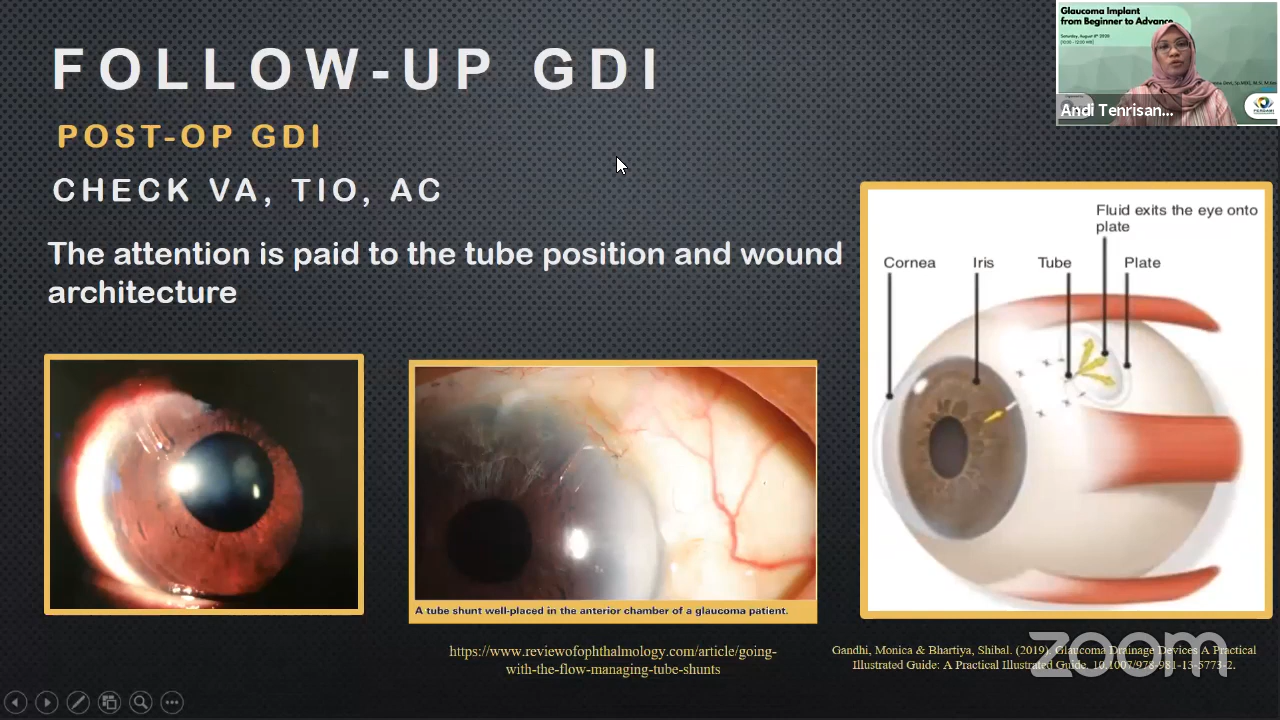 FOLLOW-UP GDI
POST-OP GDI
CHECK VA, TIO, AC
The attention is paid to the tube position and wound
architecture
Glaucoma Implant
from Beginner to Advance
Andi Tenrisan...
Fluid exits the eye onto
plate
Cornea
Iris
Tube
Plate
A tube shunt well-placed in the anterior chamber of a glaucoma patient.
https://www.reviewofophthalmology.com/article/going-
with-the-flow-managing-tube-shunts
Gandhi, Monica & Bhartiya, Shibal. (2019). Glaucoma Drainage Devices A Practical
Illustrated Guide: A Practical Illustrated Guide. 10.1007/978-981-13-5773-2.
zoom